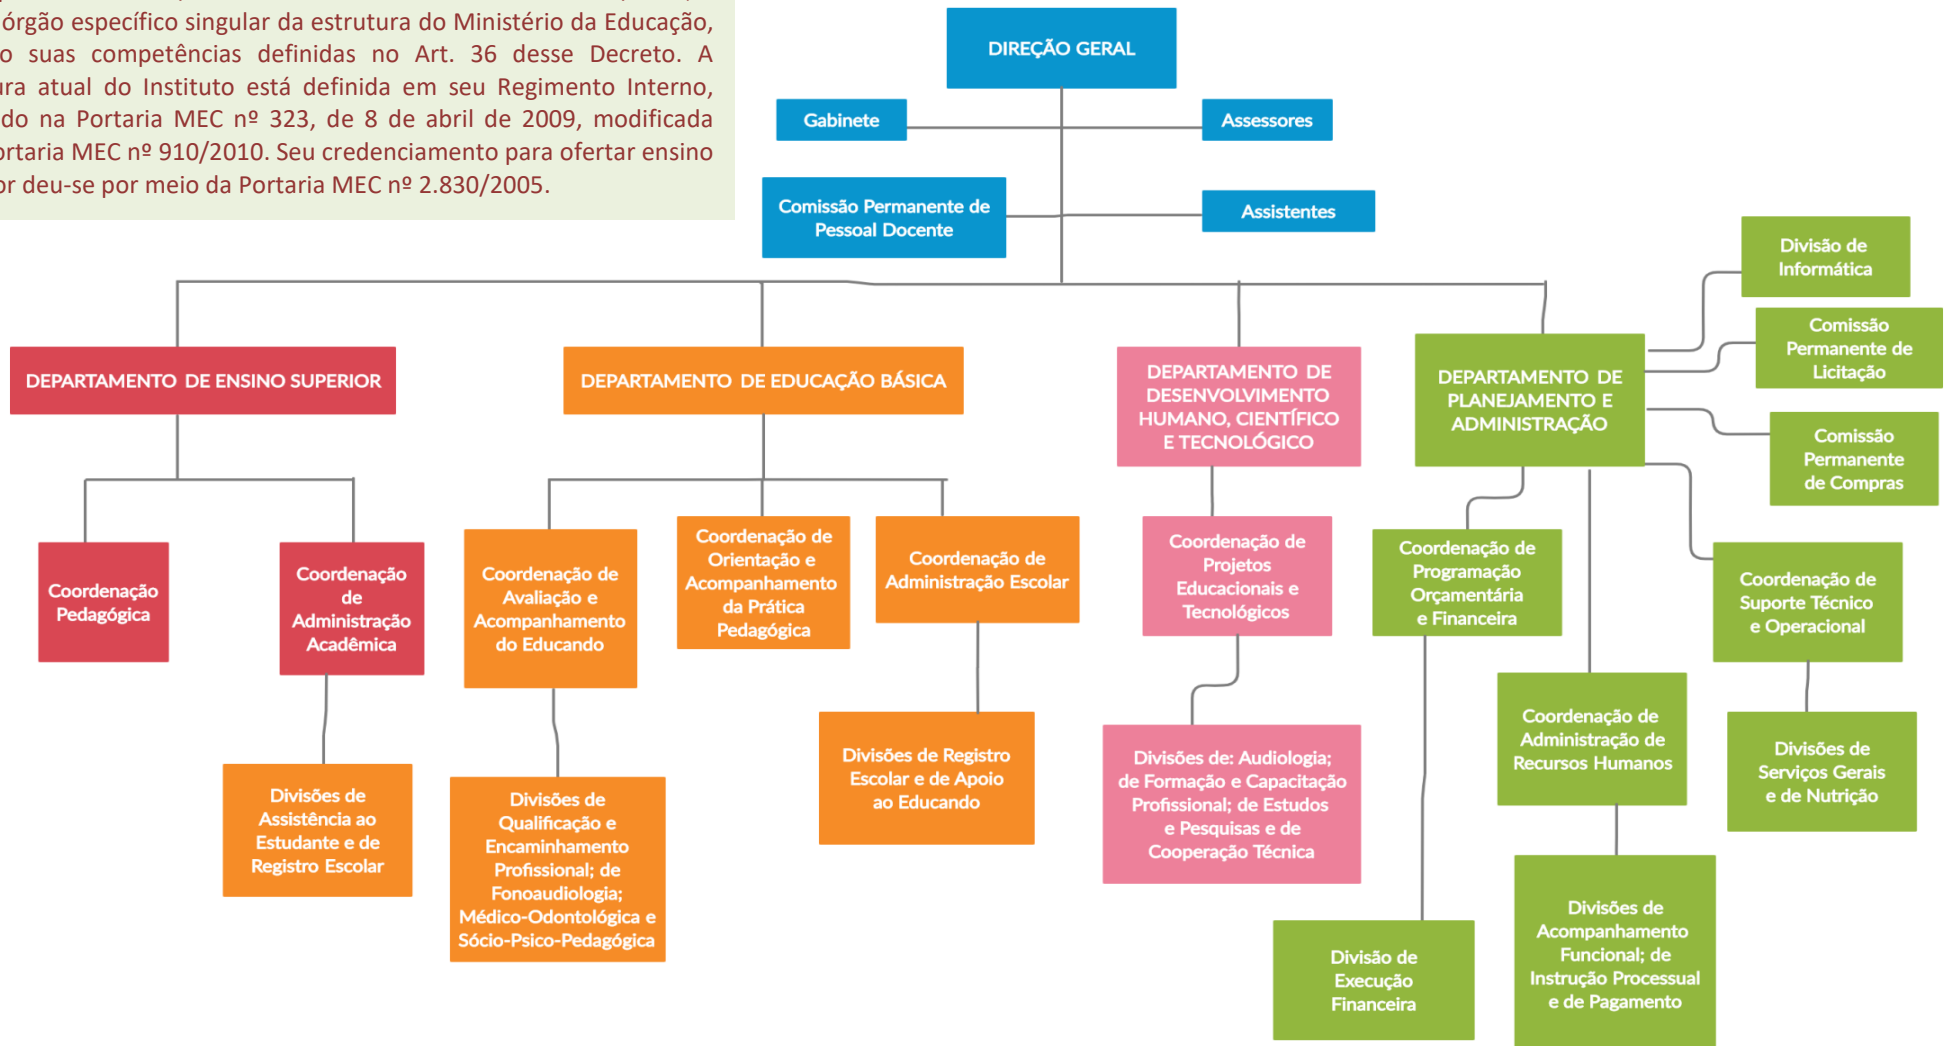 órgão específico singular da estrutura do Ministério da Educação,
suas competências definidas no Art. 36 desse Decreto. A
atual do Instituto está definida em seu Regimento Interno,
na Portaria MEC nº 323, de 8 de abril de 2009, modificada
MEC nº 910/2010. Seu credenciamento para ofertar ensino
deu-se por meio da Portaria MEC nº 2.830/2005.
DIREÇÃO GERAL
Gabinete
Assessores
Comissão Permanente de
Pessoal Docente
Assistentes
Divisão de
Informática
Comissão
Permanente de
Licitação
Comissão
Permanente
de Compras
DEPARTAMENTO DE ENSINO SUPERIOR
DEPARTAMENTO DE EDUCAÇÃO BÁSICA
DEPARTAMENTO DE
DESENVOLVIMENTO
HUMANO, CIENTÍFICO
E TECNOLÓGICO
DEPARTAMENTO DE
PLANEJAMENTO E
ADMINISTRAÇÃO
Coordenação
Pedagógica
Coordenação
de
Administração
Acadêmica
Coordenação de
Avaliação e
Acompanhamento
do Educando
Coordenação de
Orientação e
Acompanhamento
da Prática
Pedagógica
Coordenação de
Administração Escolar
Coordenação de
Projetos
Educacionais e
Tecnológicos
Coordenação de
Programação
Orçamentária
e Financeira
Coordenação de
Suporte Técnico
e Operacional
Coordenação de
Administração de
Recursos Humanos
Divisões de
Assistência ao
Estudante e de
Registro Escolar
Divisões de
Qualificação e
Encaminhamento
Profissional; de
Fonoaudiologia;
Médico-Odontológica e
Sócio-Psico-Pedagógica
Divisões de Registro
Escolar e de Apoio
ao Educando
Divisões de: Audiologia;
de Formação e Capacitação
Profissional; de Estudos
e Pesquisas e de
Cooperação Técnica
Divisões de
Serviços Gerais
e de Nutrição
Divisão de
Execução
Financeira
Divisões de
Acompanhamento
Funcional; de
Instrução Processual
e de Pagamento